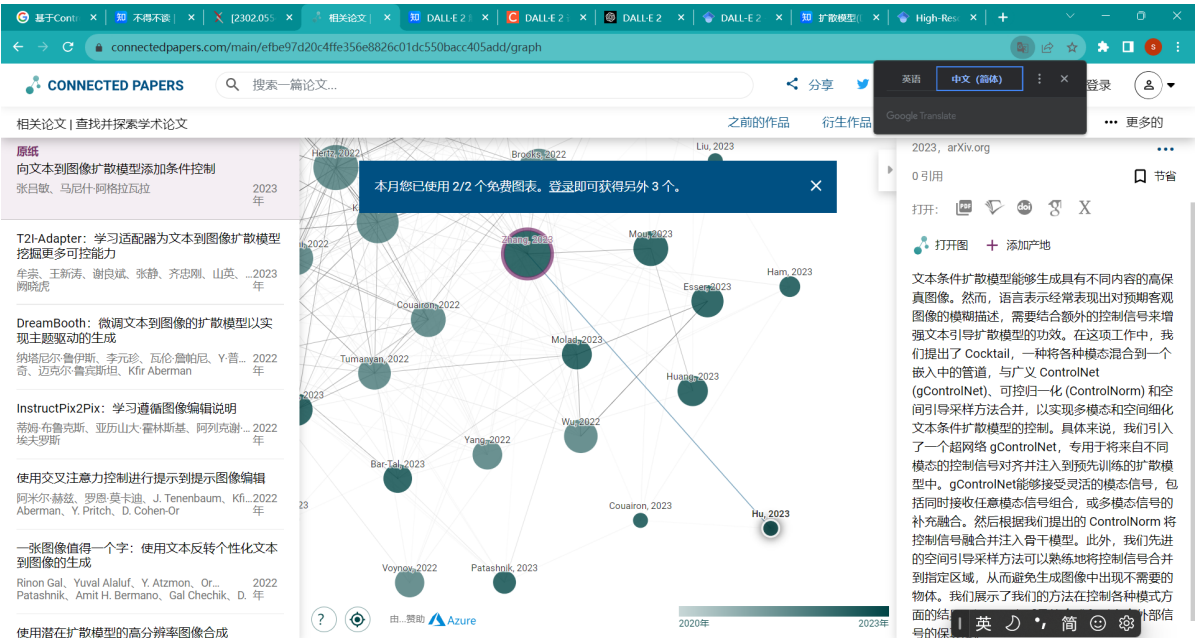 基于Contr
不得不读 |
[2302.055
相关论文 |
DALL·E 2
DALL-E 2
DALL·E 2
DALL-E 2
扩散模型(
High-Res
connectedpapers.com/main/efbe97d20c4ffe356e8826c01dc550bacc405add/graph
CONNECTED PAPERS
搜索一篇论文...
分享
登录
英语
中文（简体）
Google Translate
相关论文 | 查找并探索学术论文
之前的作品
衍生作品
更多的
原纸
向文本到图像扩散模型添加条件控制
张吕敏、马尼什·阿格拉瓦拉
2023
年
T2I-Adapter：学习适配器为文本到图像扩散模型
挖掘更多可控能力
牟崇、王新涛、谢良斌、张静、齐忠刚、山英、...2023
阙晓虎 年
DreamBooth：微调文本到图像的扩散模型以实
现主题驱动的生成
纳塔尼尔·鲁伊斯、李元珍、瓦伦·詹帕尼、Y·普... 2022
奇、迈克尔·鲁宾斯坦、Kfir Aberman 年
InstructPix2Pix：学习遵循图像编辑说明
蒂姆·布鲁克斯、亚历山大·霍林斯基、阿列克谢·... 2022
埃夫罗斯 年
使用交叉注意力控制进行提示到提示图像编辑
阿米尔·赫兹、罗恩·莫卡迪、J. Tenenbaum、Kfi...2022
Aberman、Y. Pritch、D. Cohen-Or 年
一张图像值得一个字：使用文本反转个性化文本
到图像的生成
Rinon Gal、Yuval Alaluf、Y. Atzmon、Or... 2022
Patashnik、Amit H. Bermano、Gal Chechik、D. 年
使用潜在扩散模型的高分辨率图像合成
Hertz, 2022
Brooks, 2022
Liu, 2023
本月您已使用 2/2 个免费图表。登录即可获得另外 3 个。
Zhang, 2023
Mou, 2023
Ham, 2023
Esser, 2023
Couairon, 2022
Molad, 2023
Tumanyan, 2022
Huang, 2023
Wu, 2022
Yang, 2022
Bar-Tal, 2023
Couairon, 2023
Hu, 2023
Voynov, 2022
Patashnik, 2023
?
由...赞助
Azure
2020年
2023年
2023，arXiv.org
0 引用
节省
打开:
PDF
doi
打开图
添加产地
文本条件扩散模型能够生成具有不同内容的高保
真图像。然而，语言表示经常表现出对预期客观
图像的模糊描述，需要结合额外的控制信号来增
强文本引导扩散模型的功效。在这项工作中，我
们提出了 Cocktail，一种将各种模态混合到一个
嵌入中的管道，与广义 ControlNet
(gControlNet)、可控归一化 (ControlNorm) 和空
间引导采样方法合并，以实现多模态和空间细化
文本条件扩散模型的控制。具体来说，我们引入
了一个超网络 gControlNet，专用于将来自不同
模态的控制信号对齐并注入到预先训练的扩散模
型中。gControlNet能够接受灵活的模态信号，包
括同时接收任意模态信号组合，或多模态信号的
补充融合。然后根据我们提出的 ControlNorm 将
控制信号融合并注入骨干模型。此外，我们先进
的空间引导采样方法可以熟练地将控制信号合并
到指定区域，从而避免生成图像中出现不需要的
物体。我们展示了我们的方法在控制各种模式方
面的结
外部信
号的保
英
简